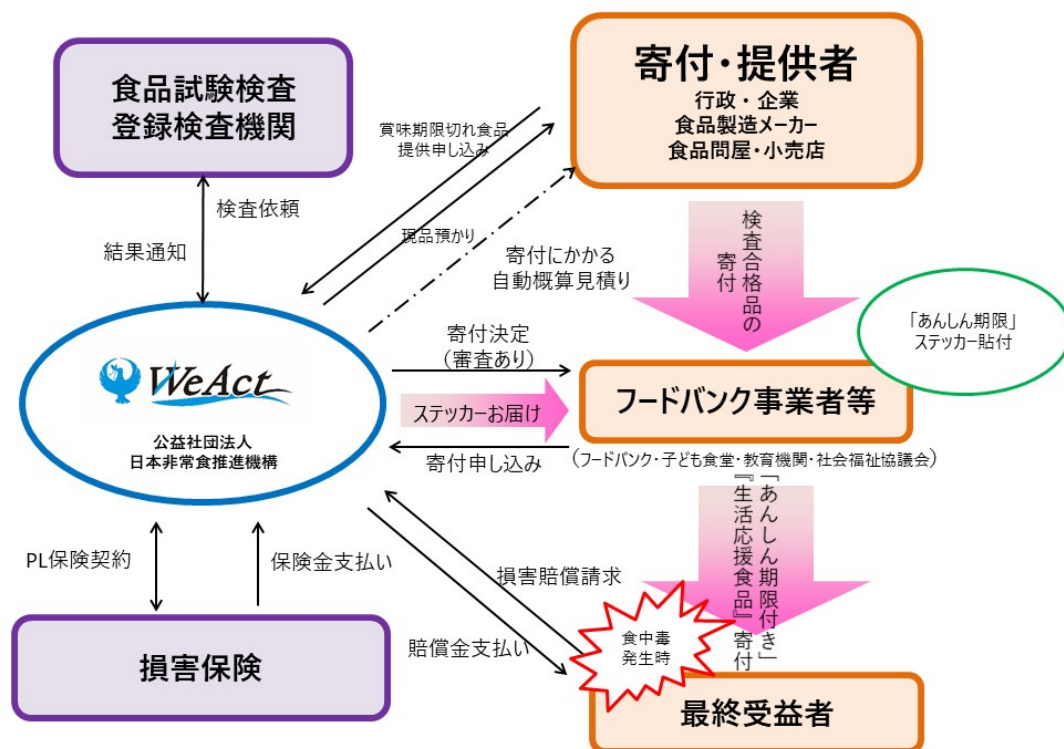 食品試験検査
登録検査機関
寄付・提供者
行政・企業
食品製造メーカー
食品問屋・小売店
賞味期限切れ食品
提供申し込み
検査依頼
結果通知
現品預かり
寄付にかかる
自動概算見積り
検査合格品の
寄付
「あんしん期限」
ステッカー貼付
WeAct
公益社団法人
日本非常食推進機構
寄付決定
(審査あり)
ステッカーお届け
寄付申し込み
フードバンク事業者等
(フードバンク・子ども食堂・教育機関・社会福祉協議会)
「あんしん期限付き」
『生活応援食品』寄付
PL保険契約
保険金支払い
損害賠償請求
賠償金支払い
食中毒
発生時
損害保険
最終受益者